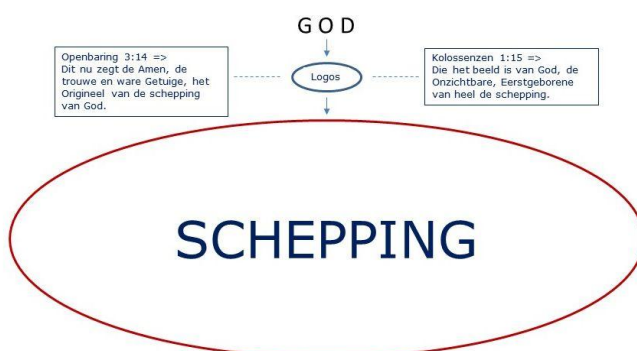 G O D
Openbaring 3:14 =>
Dit nu zegt de Amen, de
trouwe en ware Getuige, het
Origineel van de schepping
van God.
Logos
Kolossenzen 1:15 =>
Die het beeld is van God, de
Onzichtbare, Eerstgeborene
van heel de schepping.
SCHEPPING